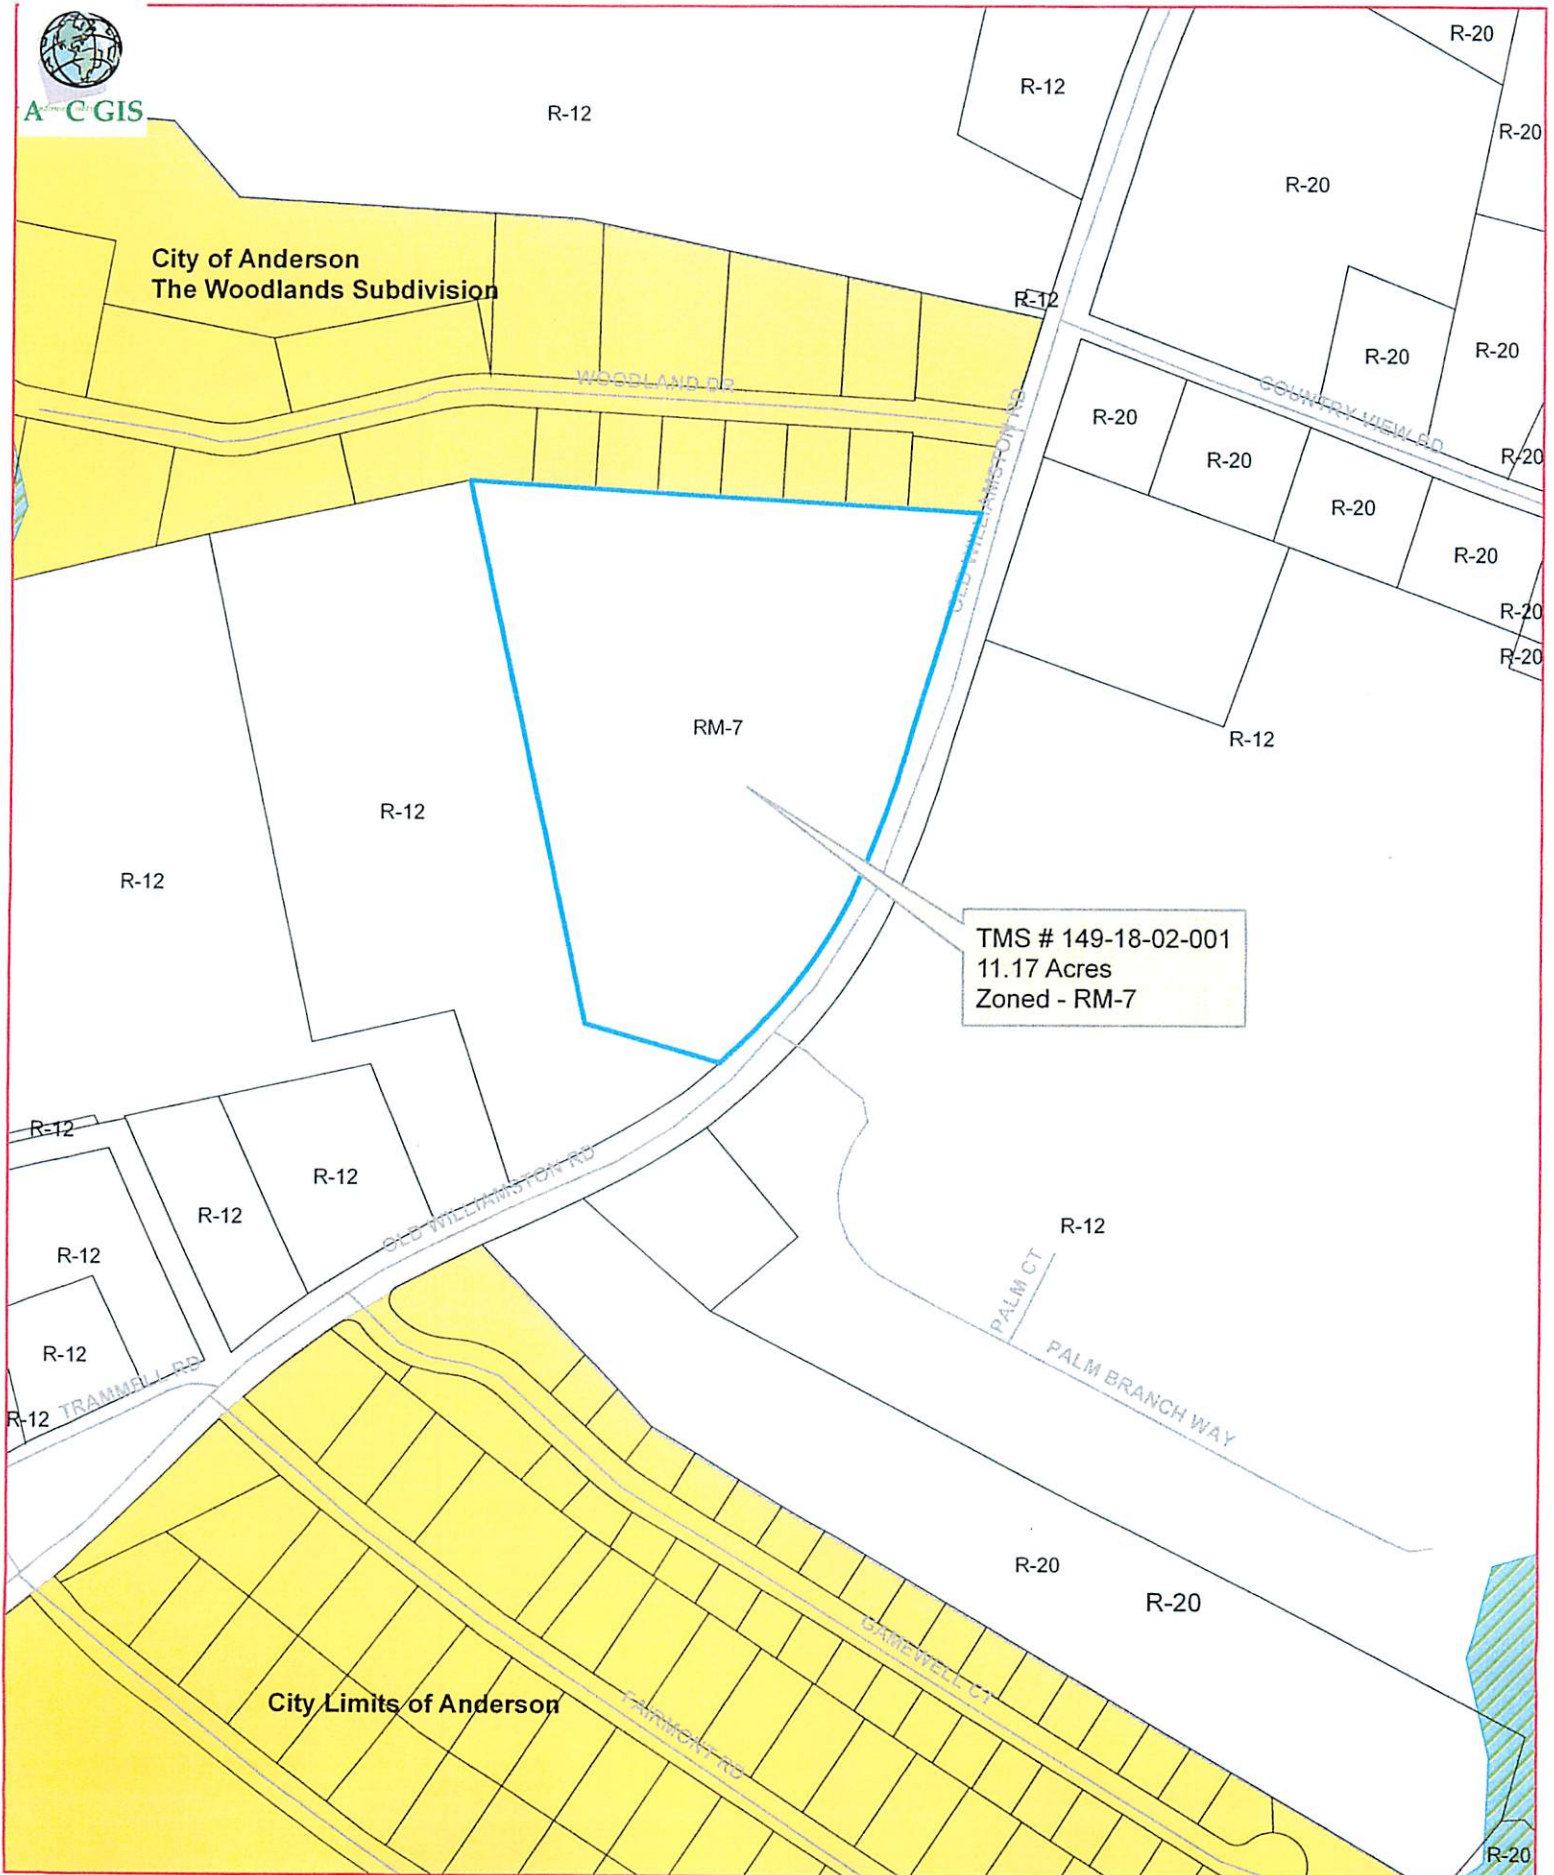 A C GIS
R-12
R-12
R-20
R-20
R-20
City of Anderson
The Woodlands Subdivision
R-12
WOODLAND DR
R-20
R-20
COUNTRY VIEW RD
R-20
R-20
R-20
R-20
R-20
R-20
R-20
OLD WILLIAMSTON RD
RM-7
R-12
R-12
R-12
TMS # 149-18-02-001
11.17 Acres
Zoned - RM-7
R-12
R-12
R-12
R-12
R-12
R-12
OLD WILLIAMSTON RD
TRAMMELL RD
R-12
PALM CT
PALM BRANCH WAY
R-20
R-20
GAMEWELL CT
City Limits of Anderson
FAIRMONT RD
R-20